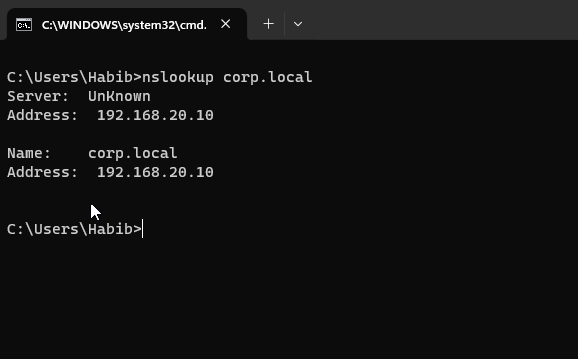 C:\WINDOWS\system32\cmd.
C:\Users\Habib>nslookup corp.local
Server:  UnKnown
Address:  192.168.20.10
Name:    corp.local
Address:  192.168.20.10
C:\Users\Habib>